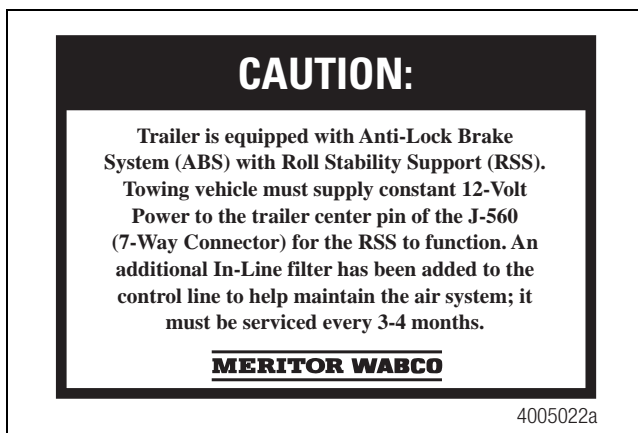 CAUTION:
Trailer is equipped with Anti-Lock Brake
System (ABS) with Roll Stability Support (RSS).
Towing vehicle must supply constant 12-Volt
Power to the trailer center pin of the J-560
(7-Way Connector) for the RSS to function. An
additional In-Line filter has been added to the
control line to help maintain the air system; it
must be serviced every 3-4 months.
MERITOR WABCO
4005022a